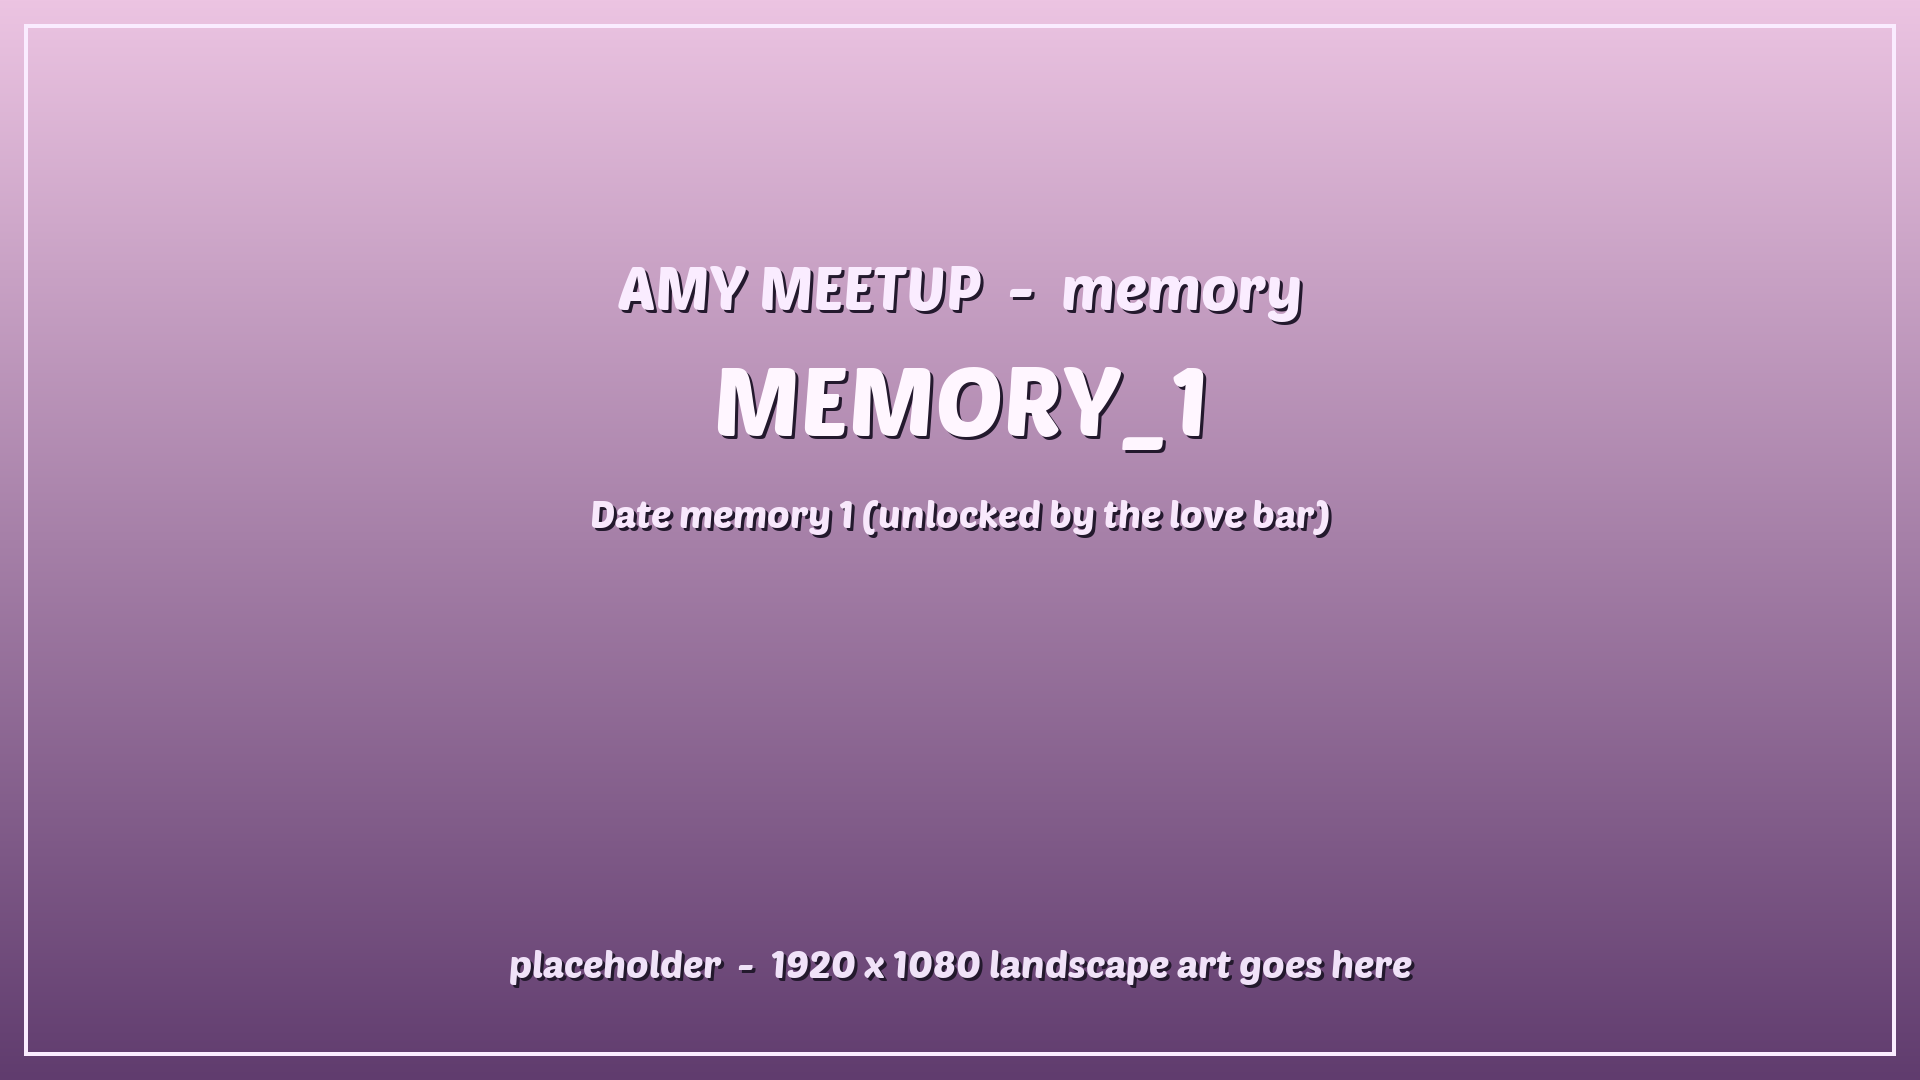 AMY MEETUP - memory
MEMORY_1
Date memory 1 (unlocked by the love bar)
placeholder - 1920 x 1080 landscape art goes here